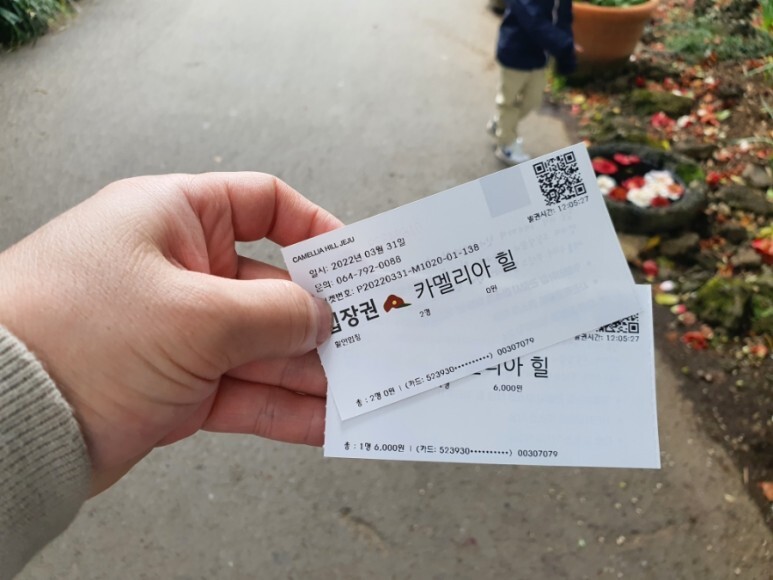 CAMELLIA HILL JEJU
일시: 2022년 03월 31일
문의: 064-792-0088
켓번호: P20220331-M1020-01-138
입장권 카멜리아 힐
2명 0원
할인명칭
총 : 2명 0원 | (카드: 523930**********) 00307079
발권시간: 12:05:27
발권시간: 12:05:27
리아 힐
1명 6,000원
총 : 1명 6,000원 | (카드: 523930**********) 00307079